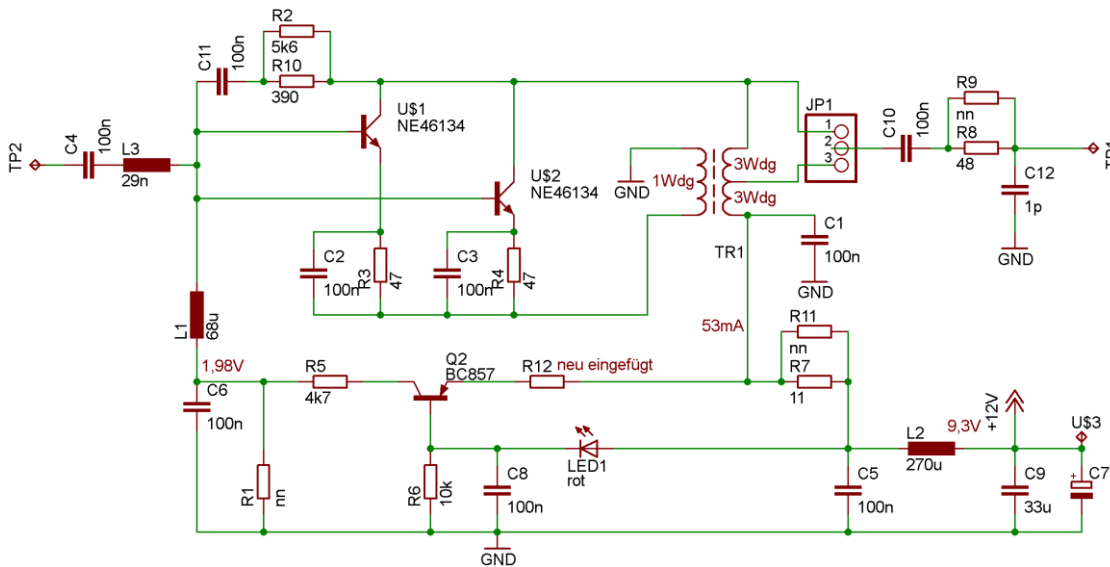 R2
5k6
C11
100n
R10
390
U$1
NE46134
JP1
1
2
3
R9
nn
C10
100n
R8
48
TP2
C4
100n
L3
29n
U$2
NE46134
GND
1Wdg
3Wdg
3Wdg
C12
1p
GND
C2
100n
R3
47
C3
100n
R4
47
TR1
C1
100n
GND
L1
68u
53mA
R11
nn
1,98V
R5
4k7
Q2
BC857
R12
neu eingefügt
R7
11
C6
100n
+12V
9,3V
U$3
L2
270u
LED1
rot
R1
nn
R6
10k
C8
100n
C5
100n
C9
33u
+
C7
GND